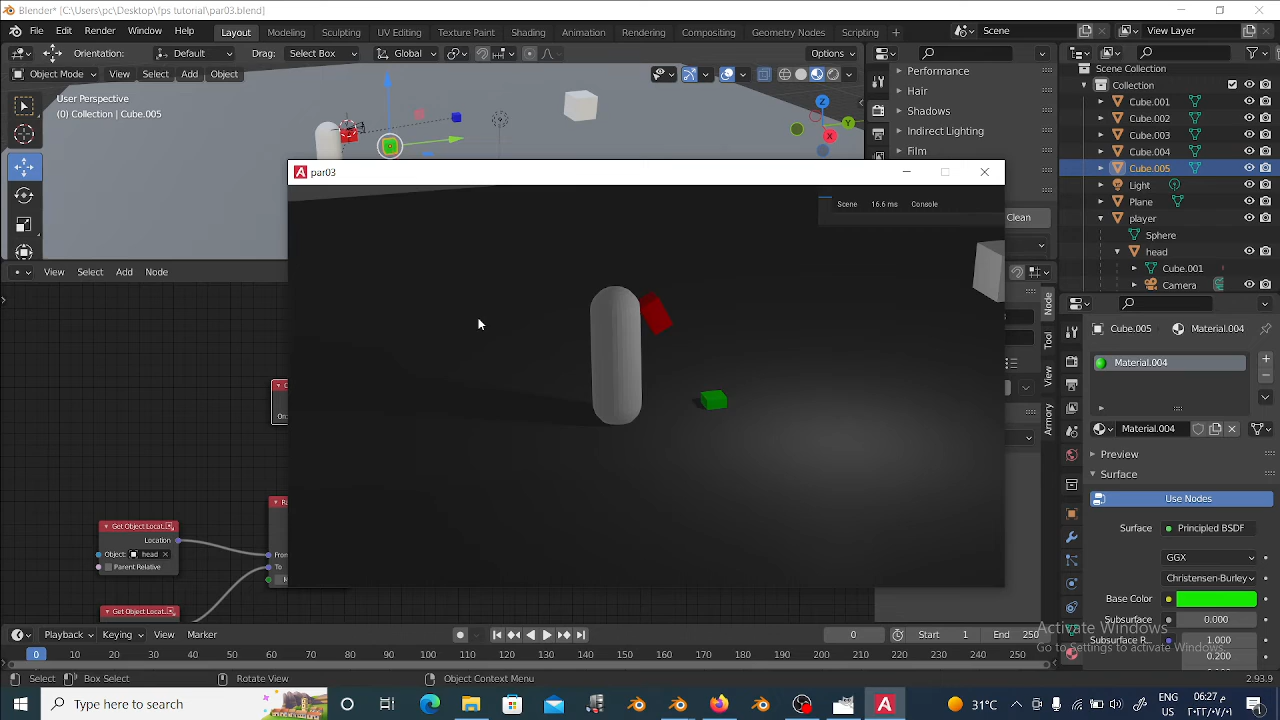 Blender* [C:\Users\pc\Desktop\fps tutorial\par03.blend]
File Edit Render Window Help Layout Modeling Sculpting UV Editing Texture Paint Shading Animation Rendering Compositing Geometry Nodes Scripting + Scene View Layer
Orientation: Default Drag: Select Box Global Options
Object Mode View Select Add Object
User Perspective
(0) Collection | Cube.005
Z
Y
X
Performance
Hair
Shadows
Indirect Lighting
Film
Clean
Scene Collection
Collection
Cube.001
Cube.002
Cube.003
Cube.004
Cube.005
Light
Plane
player
Sphere
head
Cube.001
Camera
par03
Scene 16.6 ms Console
View Select Add Node
Get Object Locat..
Location
Object: head
Parent Relative
Get Object Locat..
From
To
Node
Tool
View
Armory
Cube.005 Material.004
Material.004
Material.004
Preview
Surface
Use Nodes
Surface Principled BSDF
GGX
Christensen-Burley
Base Color
Subsurface 0.000
Subsurface R.. 1.000
0.200
Activate Windows
Go to Settings to activate Windows.
Playback Keying View Marker 0 Start 1 End 250
0 10 20 30 40 50 60 70 80 90 100 110 120 130 140 150 160 170 180 190 200 210 220 230 240 250
Select Box Select Rotate View Object Context Menu 2.93.9
Type here to search
31°C
ENG
US